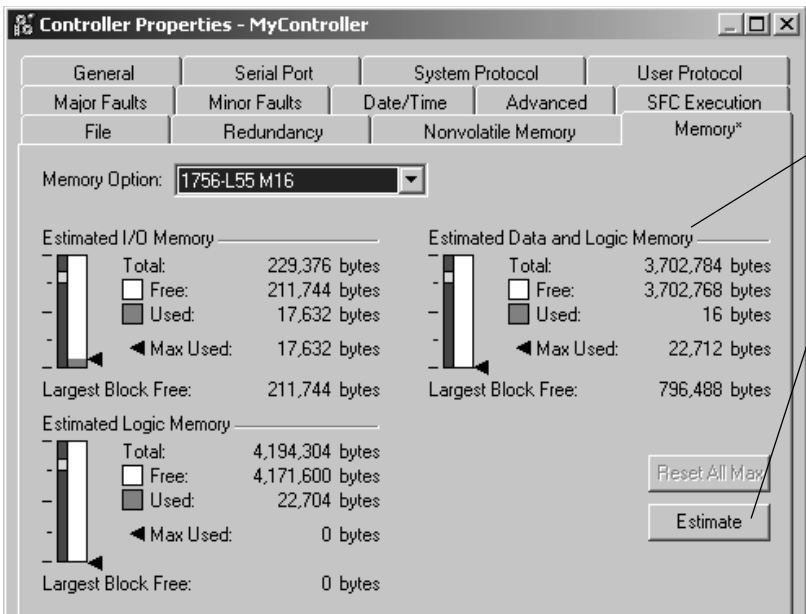 Controller Properties - MyController
General Serial Port System Protocol User Protocol
Major Faults Minor Faults Date/Time Advanced SFC Execution
File Redundancy Nonvolatile Memory Memory*
Memory Option: 1756-L55 M16
Estimated I/O Memory
Total: 229,376 bytes
Free: 211,744 bytes
Used: 17,632 bytes
Max Used: 17,632 bytes
Largest Block Free: 211,744 bytes
Estimated Data and Logic Memory
Total: 3,702,784 bytes
Free: 3,702,768 bytes
Used: 16 bytes
Max Used: 22,712 bytes
Largest Block Free: 796,488 bytes
Estimated Logic Memory
Total: 4,194,304 bytes
Free: 4,171,600 bytes
Used: 22,704 bytes
Max Used: 0 bytes
Largest Block Free: 0 bytes
Reset All Max
Estimate